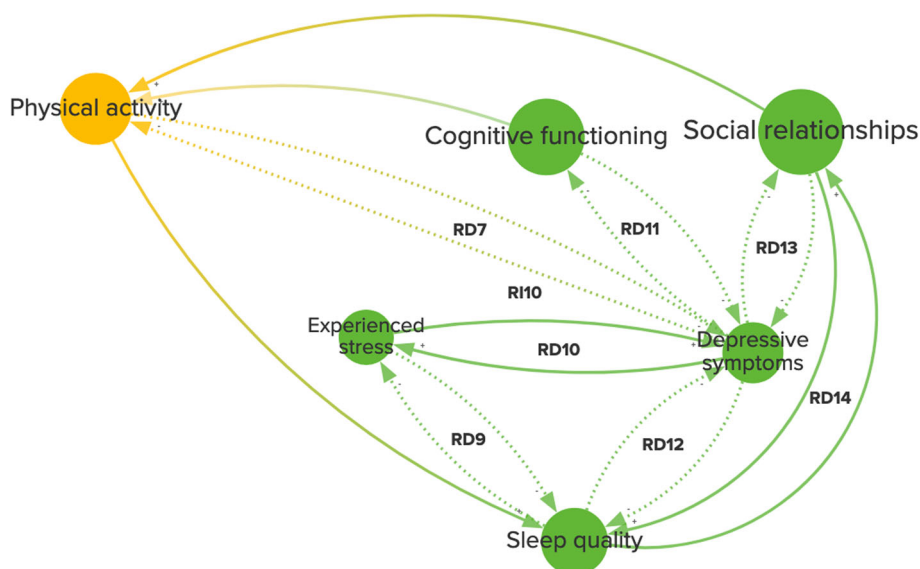 Physical activity
Cognitive functioning
Social relationships
RD7
RD11
RD13
RI10
Experienced
stress
RD10
Depressive
symptoms
RD14
RD9
RD12
Sleep quality